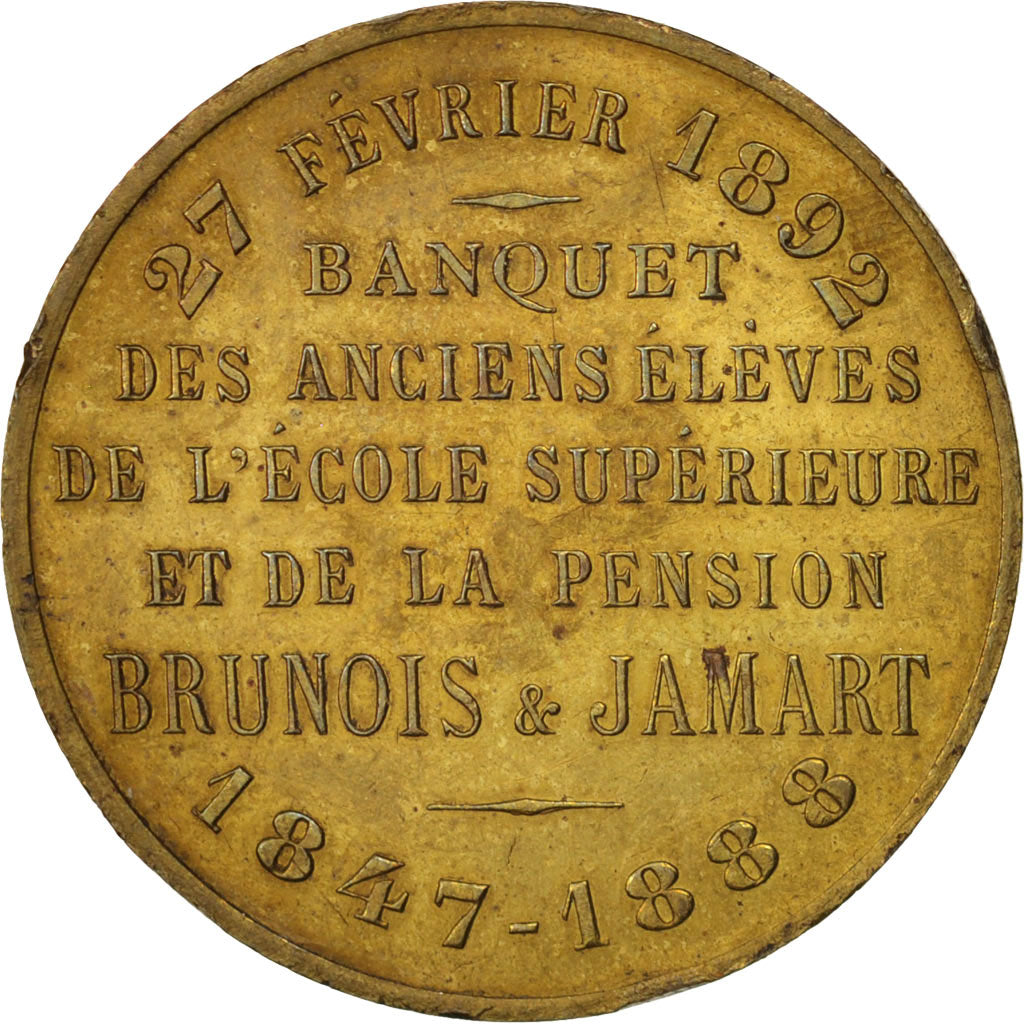 27 FÉVRIER 1892
BANQUET
DES ANCIENS ÉLÈVES
DE L'ÉCOLE SUPÉRIEURE
ET DE LA PENSION
BRUNOIS & JAMART
1847-1888